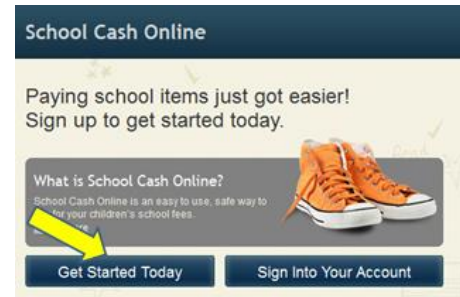 School Cash Online
Paying school items just got easier!
Sign up to get started today.
What is School Cash Online?
School Cash Online is an easy to use, safe way to
for your children's school fees.
Get Started Today
Sign Into Your Account